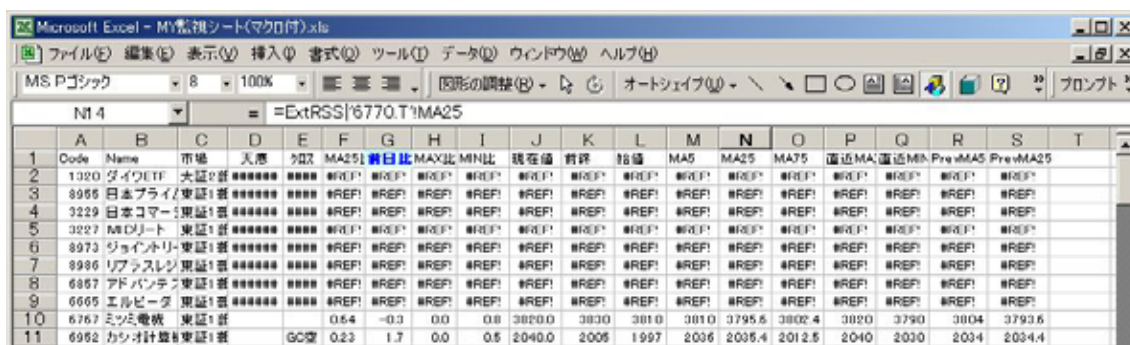 Microsoft Excel - MY監視シート(マクロ付).xls
ファイル(F) 編集(E) 表示(V) 挿入(I) 書式(O) ツール(T) データ(D) ウィンドウ(W) ヘルプ(H)
MS Pゴシック 8 100% 図形の調整(R) オートシェイプ(U) プロンプト
N14 = =ExtRSS|'6770.T'!MA25
A B C D E F G H I J K L M N O P Q R S T
1 Code Name 市場 天底 クロス MA25 前日比 MAX比 MIN比 現在値 前終 始値 MA5 MA25 MA75 直近MA 直近MIN PrevMA5 PrevMA25
2 1320 ダイワETF 大証2部 ###### #### #REF! #REF! #REF! #REF! #REF! #REF! #REF! #REF! #REF! #REF! #REF! #REF! #REF! #REF!
3 8955 日本プライム 東証1部 ###### #### #REF! #REF! #REF! #REF! #REF! #REF! #REF! #REF! #REF! #REF! #REF! #REF! #REF! #REF!
4 3229 日本コマーシ 東証1部 ###### #### #REF! #REF! #REF! #REF! #REF! #REF! #REF! #REF! #REF! #REF! #REF! #REF! #REF! #REF!
5 3227 MIDリート 東証1部 ###### #### #REF! #REF! #REF! #REF! #REF! #REF! #REF! #REF! #REF! #REF! #REF! #REF! #REF! #REF!
6 8973 ジョイントリー 東証1部 ###### #### #REF! #REF! #REF! #REF! #REF! #REF! #REF! #REF! #REF! #REF! #REF! #REF! #REF! #REF!
7 8986 リプラスレジ 東証1部 ###### #### #REF! #REF! #REF! #REF! #REF! #REF! #REF! #REF! #REF! #REF! #REF! #REF! #REF! #REF!
8 6857 アドバンテス 東証1部 ###### #### #REF! #REF! #REF! #REF! #REF! #REF! #REF! #REF! #REF! #REF! #REF! #REF! #REF! #REF!
9 6665 エルピーダ 東証1部 ###### #### #REF! #REF! #REF! #REF! #REF! #REF! #REF! #REF! #REF! #REF! #REF! #REF! #REF! #REF!
10 6767 ミツミ電機 東証1部 0.64 -0.3 0.0 0.8 3820.0 3830 3810 3810 3795.6 3802.4 3820 3790 3804 3793.6
11 6952 カシオ計算機 東証1部 GC空 0.23 1.7 0.0 0.5 2040.0 2005 1997 2036 2035.4 2012.5 2040 2030 2034 2034.4